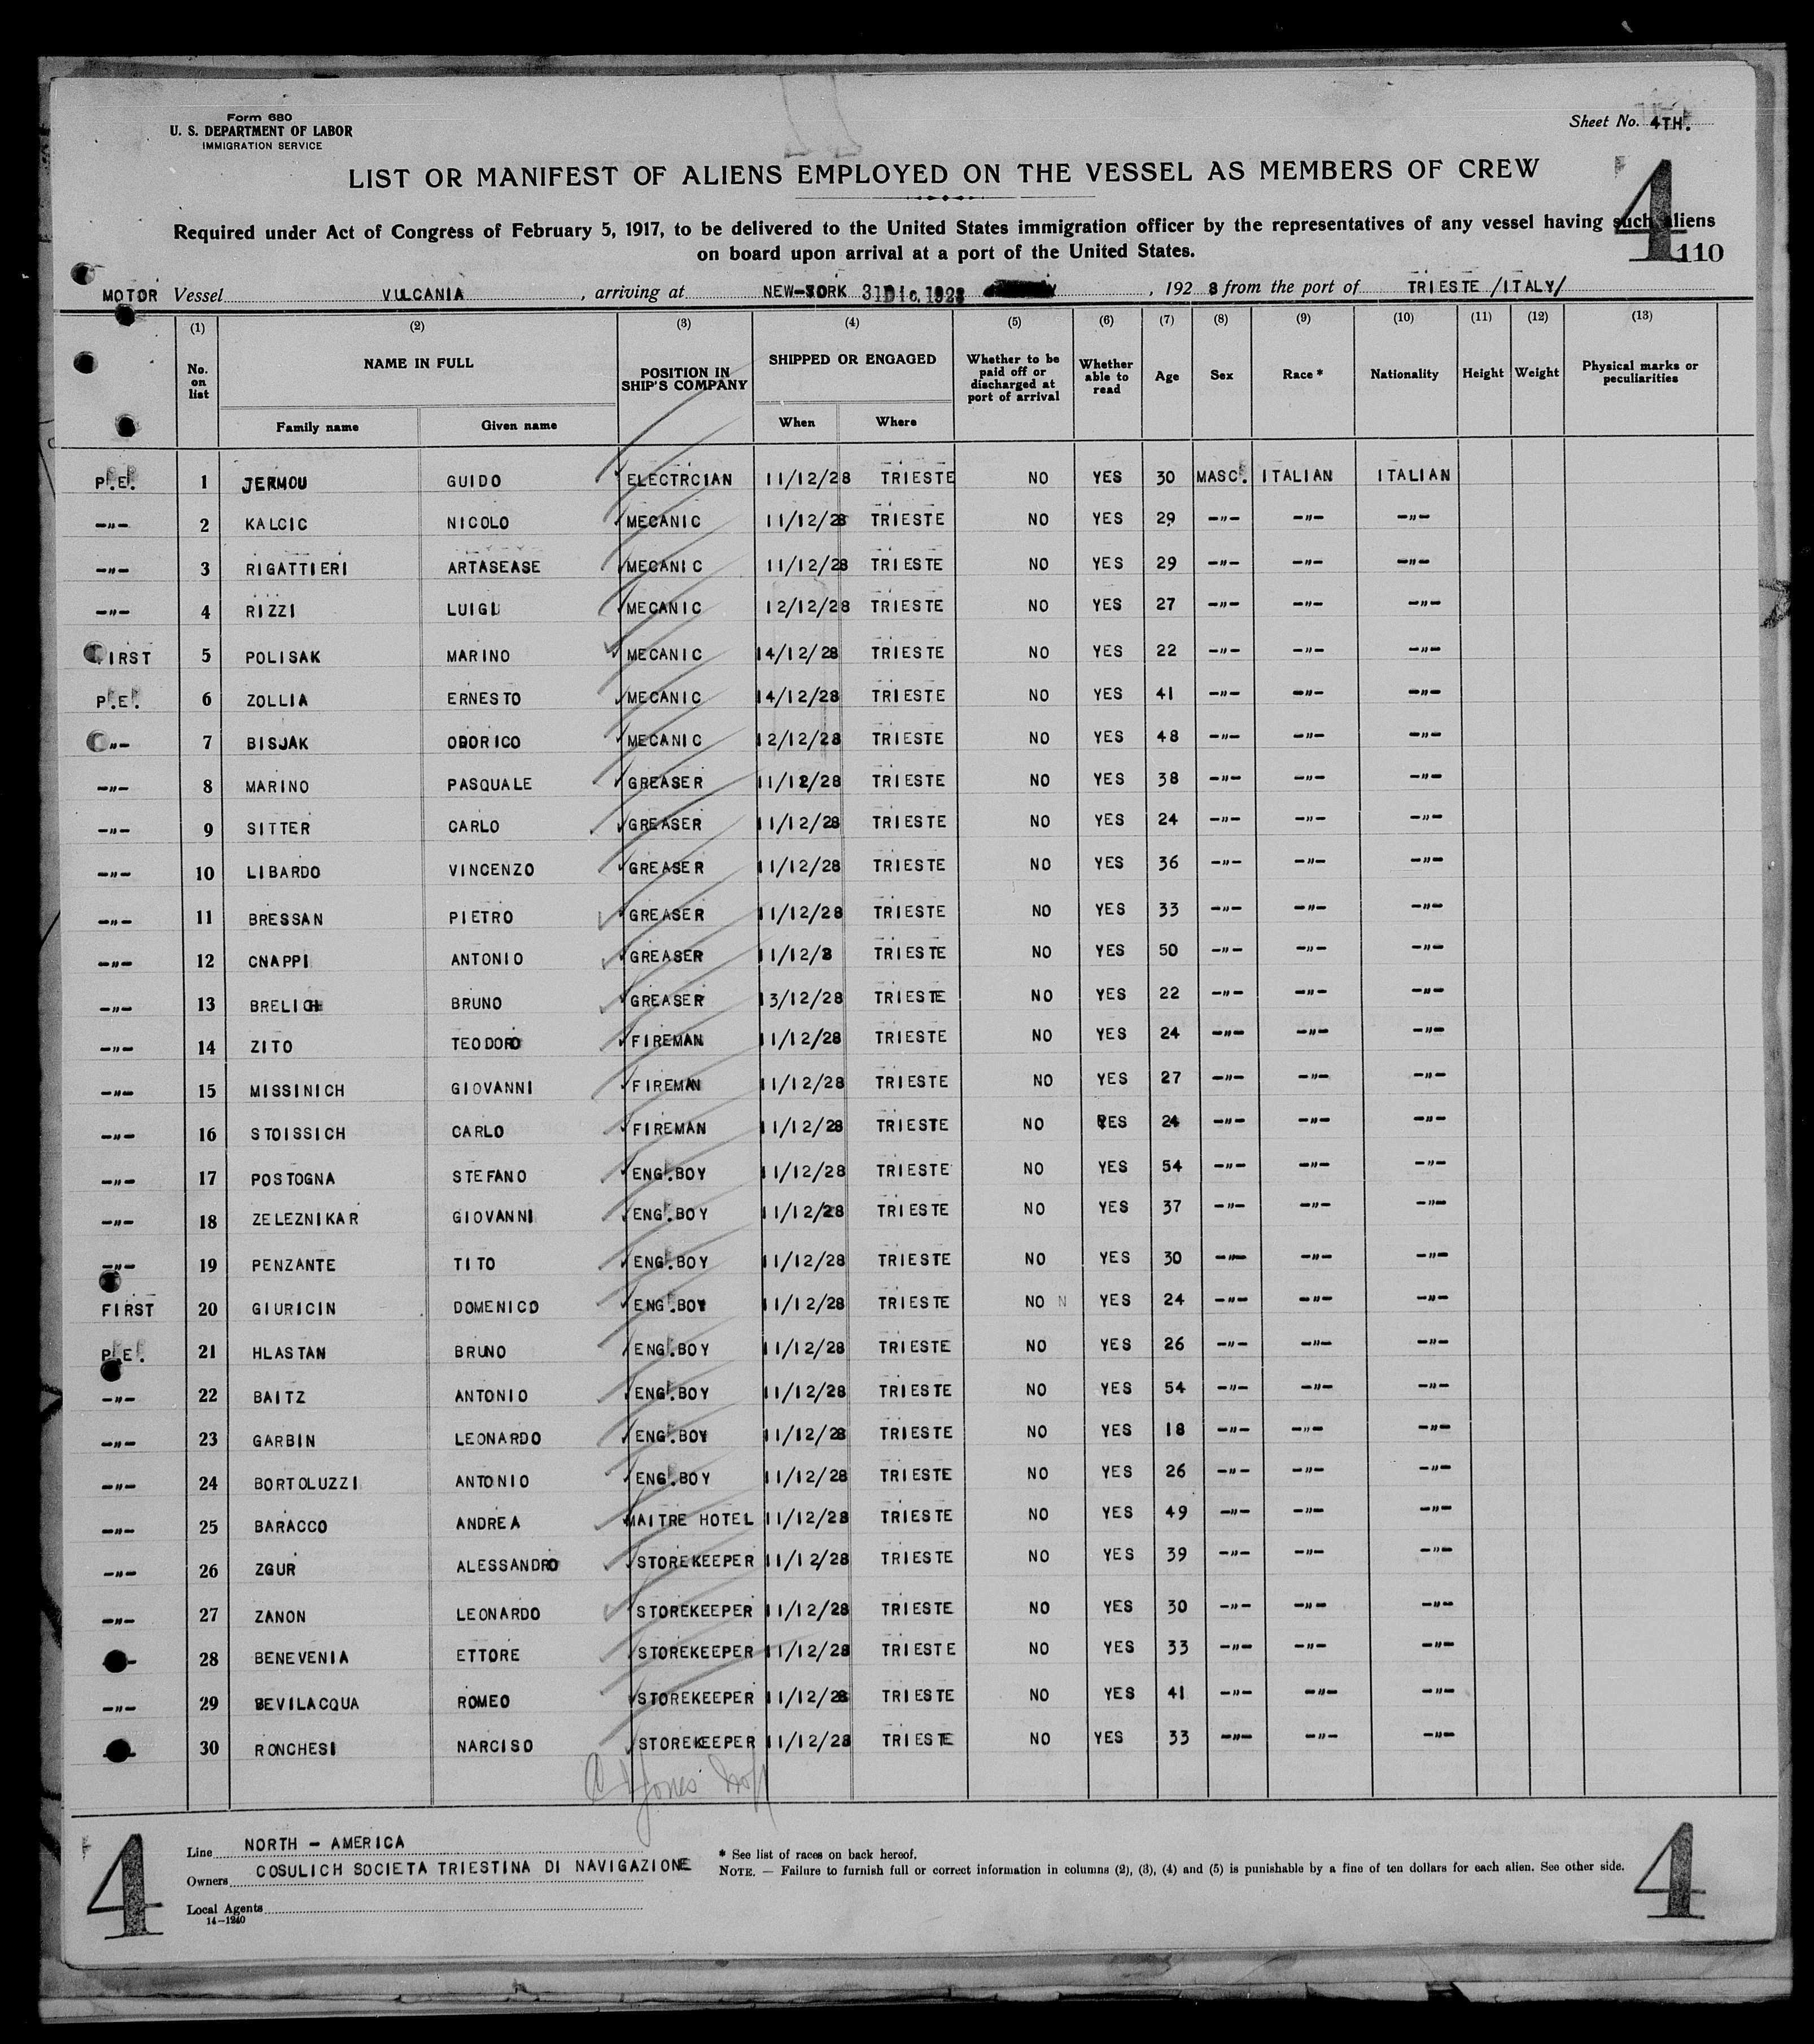 Form 680
U. S. DEPARTMENT OF LABOR
IMMIGRATION SERVICE
Sheet No. 4TH.
LIST OR MANIFEST OF ALIENS EMPLOYED ON THE VESSEL AS MEMBERS OF CREW
4
Required under Act of Congress of February 5, 1917, to be delivered to the United States immigration officer by the representatives of any vessel having such aliens
on board upon arrival at a port of the United States.
110
MOTOR Vessel VULCANIA, arriving at NEW-YORK 31 Dic. 1928, 1928 from the port of TRIESTE /ITALY/
(1) (2) (3) (4) (5) (6) (7) (8) (9) (10) (11) (12) (13)
No. on list NAME IN FULL POSITION IN SHIP'S COMPANY SHIPPED OR ENGAGED Whether to be paid off or discharged at port of arrival Whether able to read Age Sex Race * Nationality Height Weight Physical marks or peculiarities
Family name Given name When Where
P.E. 1 JERMOU GUIDO ELECTRCIAN 11/12/28 TRIESTE NO YES 30 MASC. ITALIAN ITALIAN
-"- 2 KALCIC NICOLO MECANIC 11/12/28 TRIESTE NO YES 29 -"- -"- -"-
-"- 3 RIGATTIERI ARTASEASE MECANIC 11/12/28 TRIESTE NO YES 29 -"- -"- -"-
-"- 4 RIZZI LUIGI MECANIC 12/12/28 TRIESTE NO YES 27 -"- -"- -"-
FIRST 5 POLISAK MARINO MECANIC 14/12/28 TRIESTE NO YES 22 -"- -"- -"-
P.E. 6 ZOLLIA ERNESTO MECANIC 14/12/28 TRIESTE NO YES 41 -"- -"- -"-
-"- 7 BISJAK ODORICO MECANIC 12/12/28 TRIESTE NO YES 48 -"- -"- -"-
-"- 8 MARINO PASQUALE GREASER 11/12/28 TRIESTE NO YES 38 -"- -"- -"-
-"- 9 SITTER CARLO GREASER 11/12/28 TRIESTE NO YES 24 -"- -"- -"-
-"- 10 LIBARDO VINCENZO GREASER 11/12/28 TRIESTE NO YES 36 -"- -"- -"-
-"- 11 BRESSAN PIETRO GREASER 11/12/28 TRIESTE NO YES 33 -"- -"- -"-
-"- 12 CNAPPI ANTONIO GREASER 11/12/8 TRIESTE NO YES 50 -"- -"- -"-
-"- 13 BRELICH BRUNO GREASER 13/12/28 TRIESTE NO YES 22 -"- -"- -"-
-"- 14 ZITO TEODORO FIREMAN 11/12/28 TRIESTE NO YES 24 -"- -"- -"-
-"- 15 MISSINICH GIOVANNI FIREMAN 11/12/28 TRIESTE NO YES 27 -"- -"- -"-
-"- 16 STOISSICH CARLO FIREMAN 11/12/28 TRIESTE NO YES 24 -"- -"- -"-
-"- 17 POSTOGNA STEFANO ENG.BOY 11/12/28 TRIESTE NO YES 54 -"- -"- -"-
-"- 18 ZELEZNIKAR GIOVANNI ENG.BOY 11/12/28 TRIESTE NO YES 37 -"- -"- -"-
-"- 19 PENZANTE TITO ENG.BOY 11/12/28 TRIESTE NO YES 30 -"- -"- -"-
FIRST 20 GIURICIN DOMENICO ENG.BOY 11/12/28 TRIESTE NO N YES 24 -"- -"- -"-
P.E. 21 HLASTAN BRUNO ENG.BOY 11/12/28 TRIESTE NO YES 26 -"- -"- -"-
-"- 22 BAITZ ANTONIO ENG.BOY 11/12/28 TRIESTE NO YES 54 -"- -"- -"-
-"- 23 GARBIN LEONARDO ENG.BOY 11/12/28 TRIESTE NO YES 18 -"- -"- -"-
-"- 24 BORTOLUZZI ANTONIO ENG.BOY 11/12/28 TRIESTE NO YES 26 -"- -"- -"-
-"- 25 BARACCO ANDREA MAITRE HOTEL 11/12/28 TRIESTE NO YES 49 -"- -"- -"-
-"- 26 ZGUR ALESSANDRO STOREKEEPER 11/12/28 TRIESTE NO YES 39 -"- -"- -"-
-"- 27 ZANON LEONARDO STOREKEEPER 11/12/28 TRIESTE NO YES 30 -"- -"- -"-
28 BENEVENIA ETTORE STOREKEEPER 11/12/28 TRIESTE NO YES 33 -"- -"- -"-
-"- 29 BEVILACQUA ROMEO STOREKEEPER 11/12/28 TRIESTE NO YES 41 -"- -"- -"-
30 RONCHESI NARCISO STOREKEEPER 11/12/28 TRIESTE NO YES 33 -"- -"- -"-
Jones
4
Line NORTH - AMERICA
Owners COSULICH SOCIETA TRIESTINA DI NAVIGAZIONE
Local Agents
14-1240
* See list of races on back hereof.
NOTE. — Failure to furnish full or correct information in columns (2), (3), (4) and (5) is punishable by a fine of ten dollars for each alien. See other side.
4